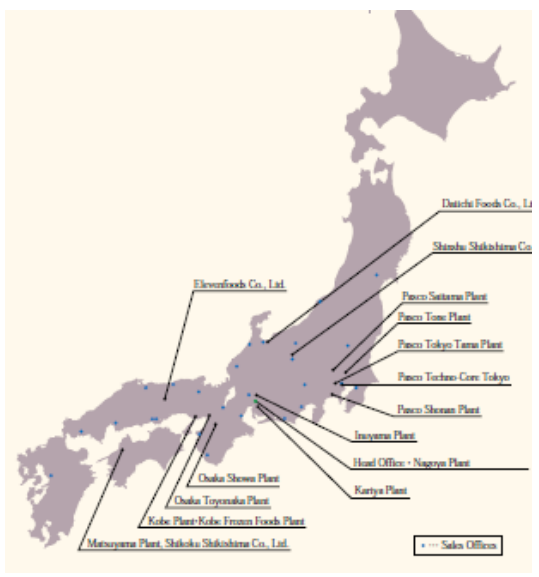 Daiichi Foods Co., Lt
Shinshu Shikishima Co
Elevenfoods Co., Ltd.
Pasco Saitama Plant
Pasco Tone Plant
Pasco Tokyo Tama Plant
Pasco Techno-Core Tokyo
Pasco Shonan Plant
Inuyama Plant
Head Office・Nagoya Plant
Kariya Plant
Osaka Showa Plant
Osaka Toyonaka Plant
Kobe Plant・Kobe Frozen Foods Plant
Matsuyama Plant, Shikoku Shikishima Co., Ltd.
• ··· Sales Offices